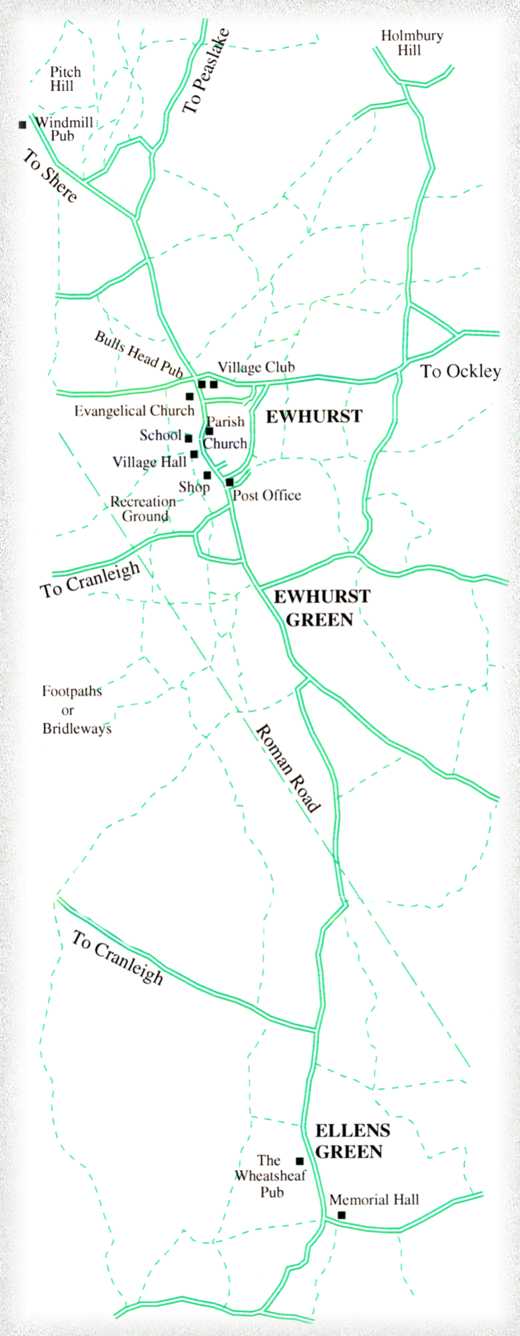 Holmbury
Hill
To Peaslake
Pitch
Hill
Windmill
Pub
To Shere
Bulls Head Pub
Village Club
To Ockley
Evangelical Church
EWHURST
Parish
Church
School
Village Hall
Shop
Post Office
Recreation
Ground
To Cranleigh
EWHURST
GREEN
Footpaths
or
Bridleways
Roman Road
To Cranleigh
ELLENS
GREEN
The
Wheatsheaf
Pub
Memorial Hall